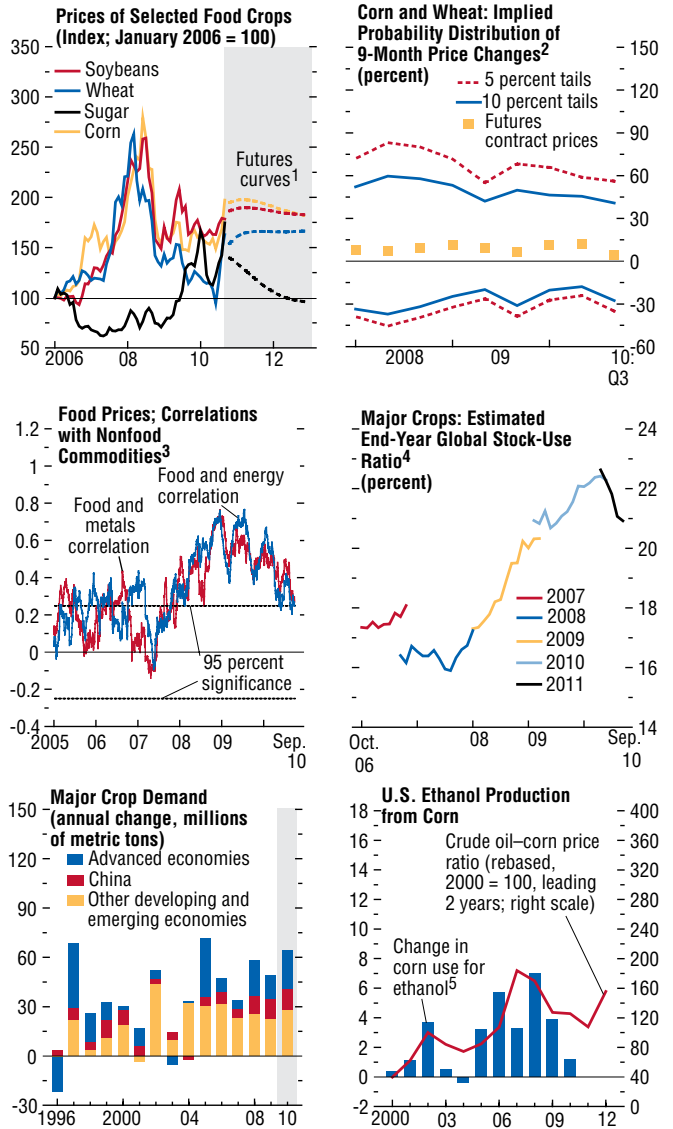 Prices of Selected Food Crops
(Index; January 2006 = 100)
350
300
250
200
150
100
50
Soybeans
Wheat
Sugar
Corn
Futures
curves1
2006
08
10
12
Corn and Wheat: Implied
Probability Distribution of
9-Month Price Changes2
(percent)
150
120
90
60
30
0
-30
-60
5 percent tails
10 percent tails
Futures
contract prices
2008
09
10:
Q3
Food Prices; Correlations
with Nonfood
Commodities3
1.2
1
0.8
0.6
0.4
0.2
0
-0.2
-0.4
Food and energy
correlation
Food and
metals
correlation
95 percent
significance
2005
06
07
08
09
Sep.
10
Major Crops: Estimated
End-Year Global Stock-Use
Ratio4
(percent)
24
22
20
18
16
14
2007
2008
2009
2010
2011
Oct.
06
08
09
Sep.
10
Major Crop Demand
(annual change, millions
of metric tons)
150
120
90
60
30
0
-30
Advanced economies
China
Other developing and
emerging economies
1996
2000
04
08
10
U.S. Ethanol Production
from Corn
18
16
14
12
10
8
6
4
2
0
-2
400
360
320
280
240
200
160
120
80
40
0
Crude oil–corn price
ratio (rebased,
2000 = 100, leading
2 years; right scale)
Change in
corn use for
ethanol5
2000
03
06
09
12